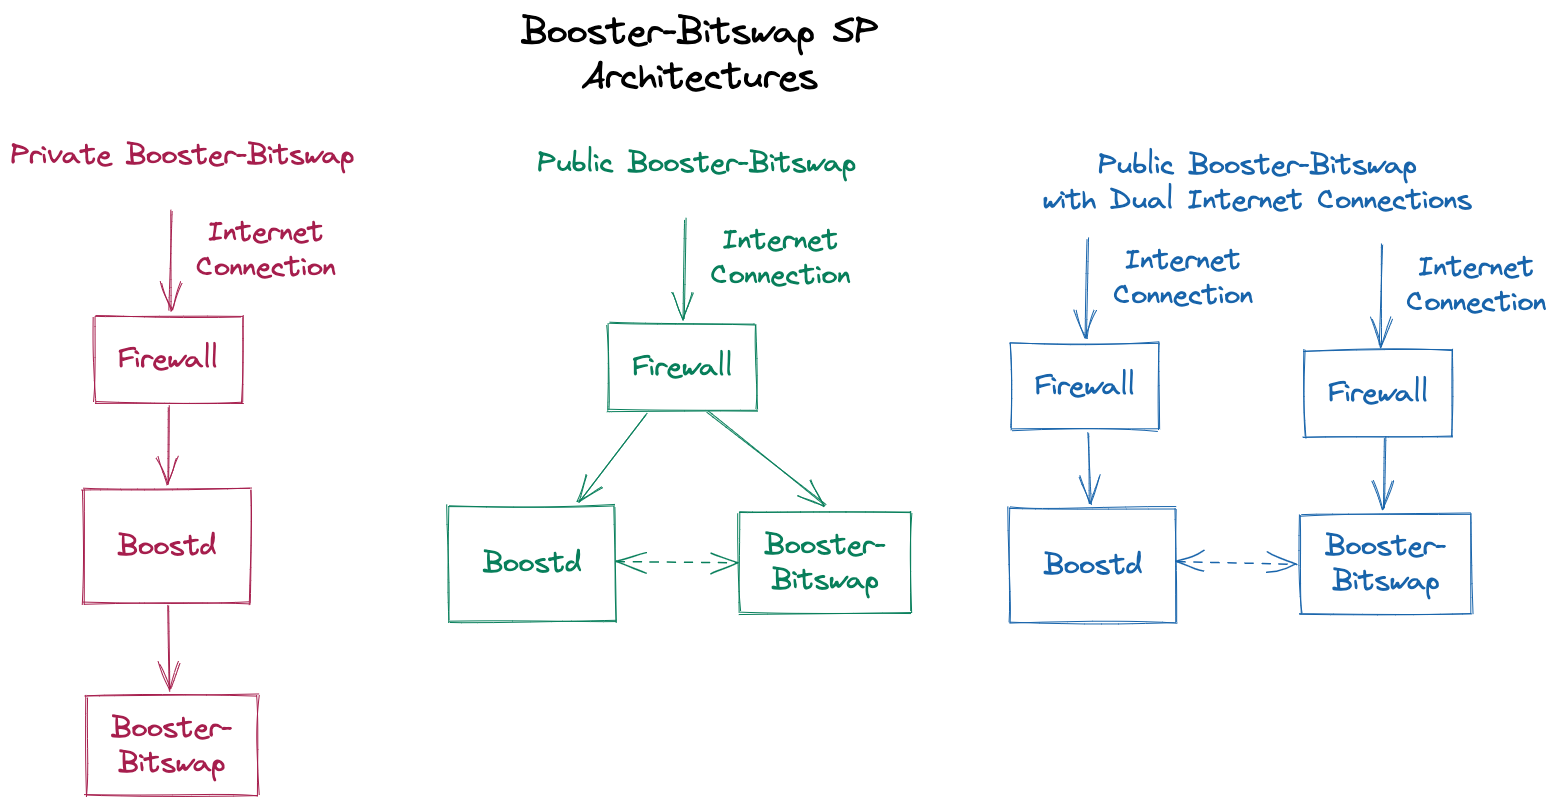 Booster-Bitswap SP
Architectures
Private Booster-Bitswap
Internet
Connection
Firewall
Boostd
Booster-
Bitswap
Public Booster-Bitswap
Internet
Connection
Firewall
Boostd
Booster-
Bitswap
Public Booster-Bitswap
with Dual Internet Connections
Internet
Connection
Internet
Connection
Firewall
Firewall
Boostd
Booster-
Bitswap